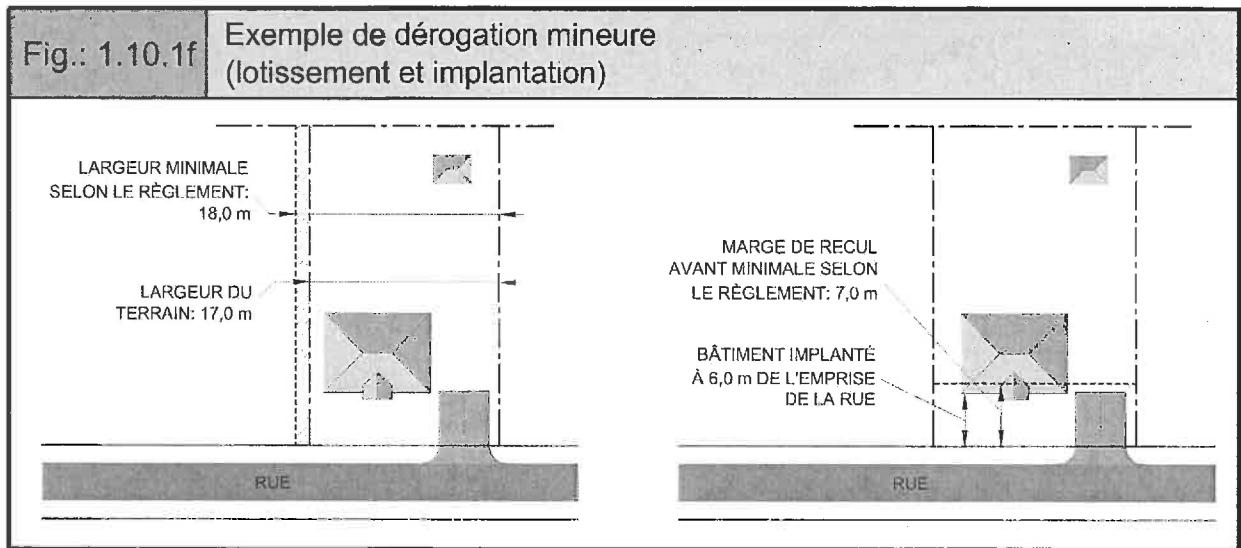 Fig.: 1.10.1f
Exemple de dérogation mineure
(lotissement et implantation)
LARGEUR MINIMALE
SELON LE RÈGLEMENT:
18,0 m
LARGEUR DU
TERRAIN: 17,0 m
RUE
MARGE DE RECUL
AVANT MINIMALE SELON
LE RÈGLEMENT: 7,0 m
BÂTIMENT IMPLANTÉ
À 6,0 m DE L'EMPRISE
DE LA RUE
RUE